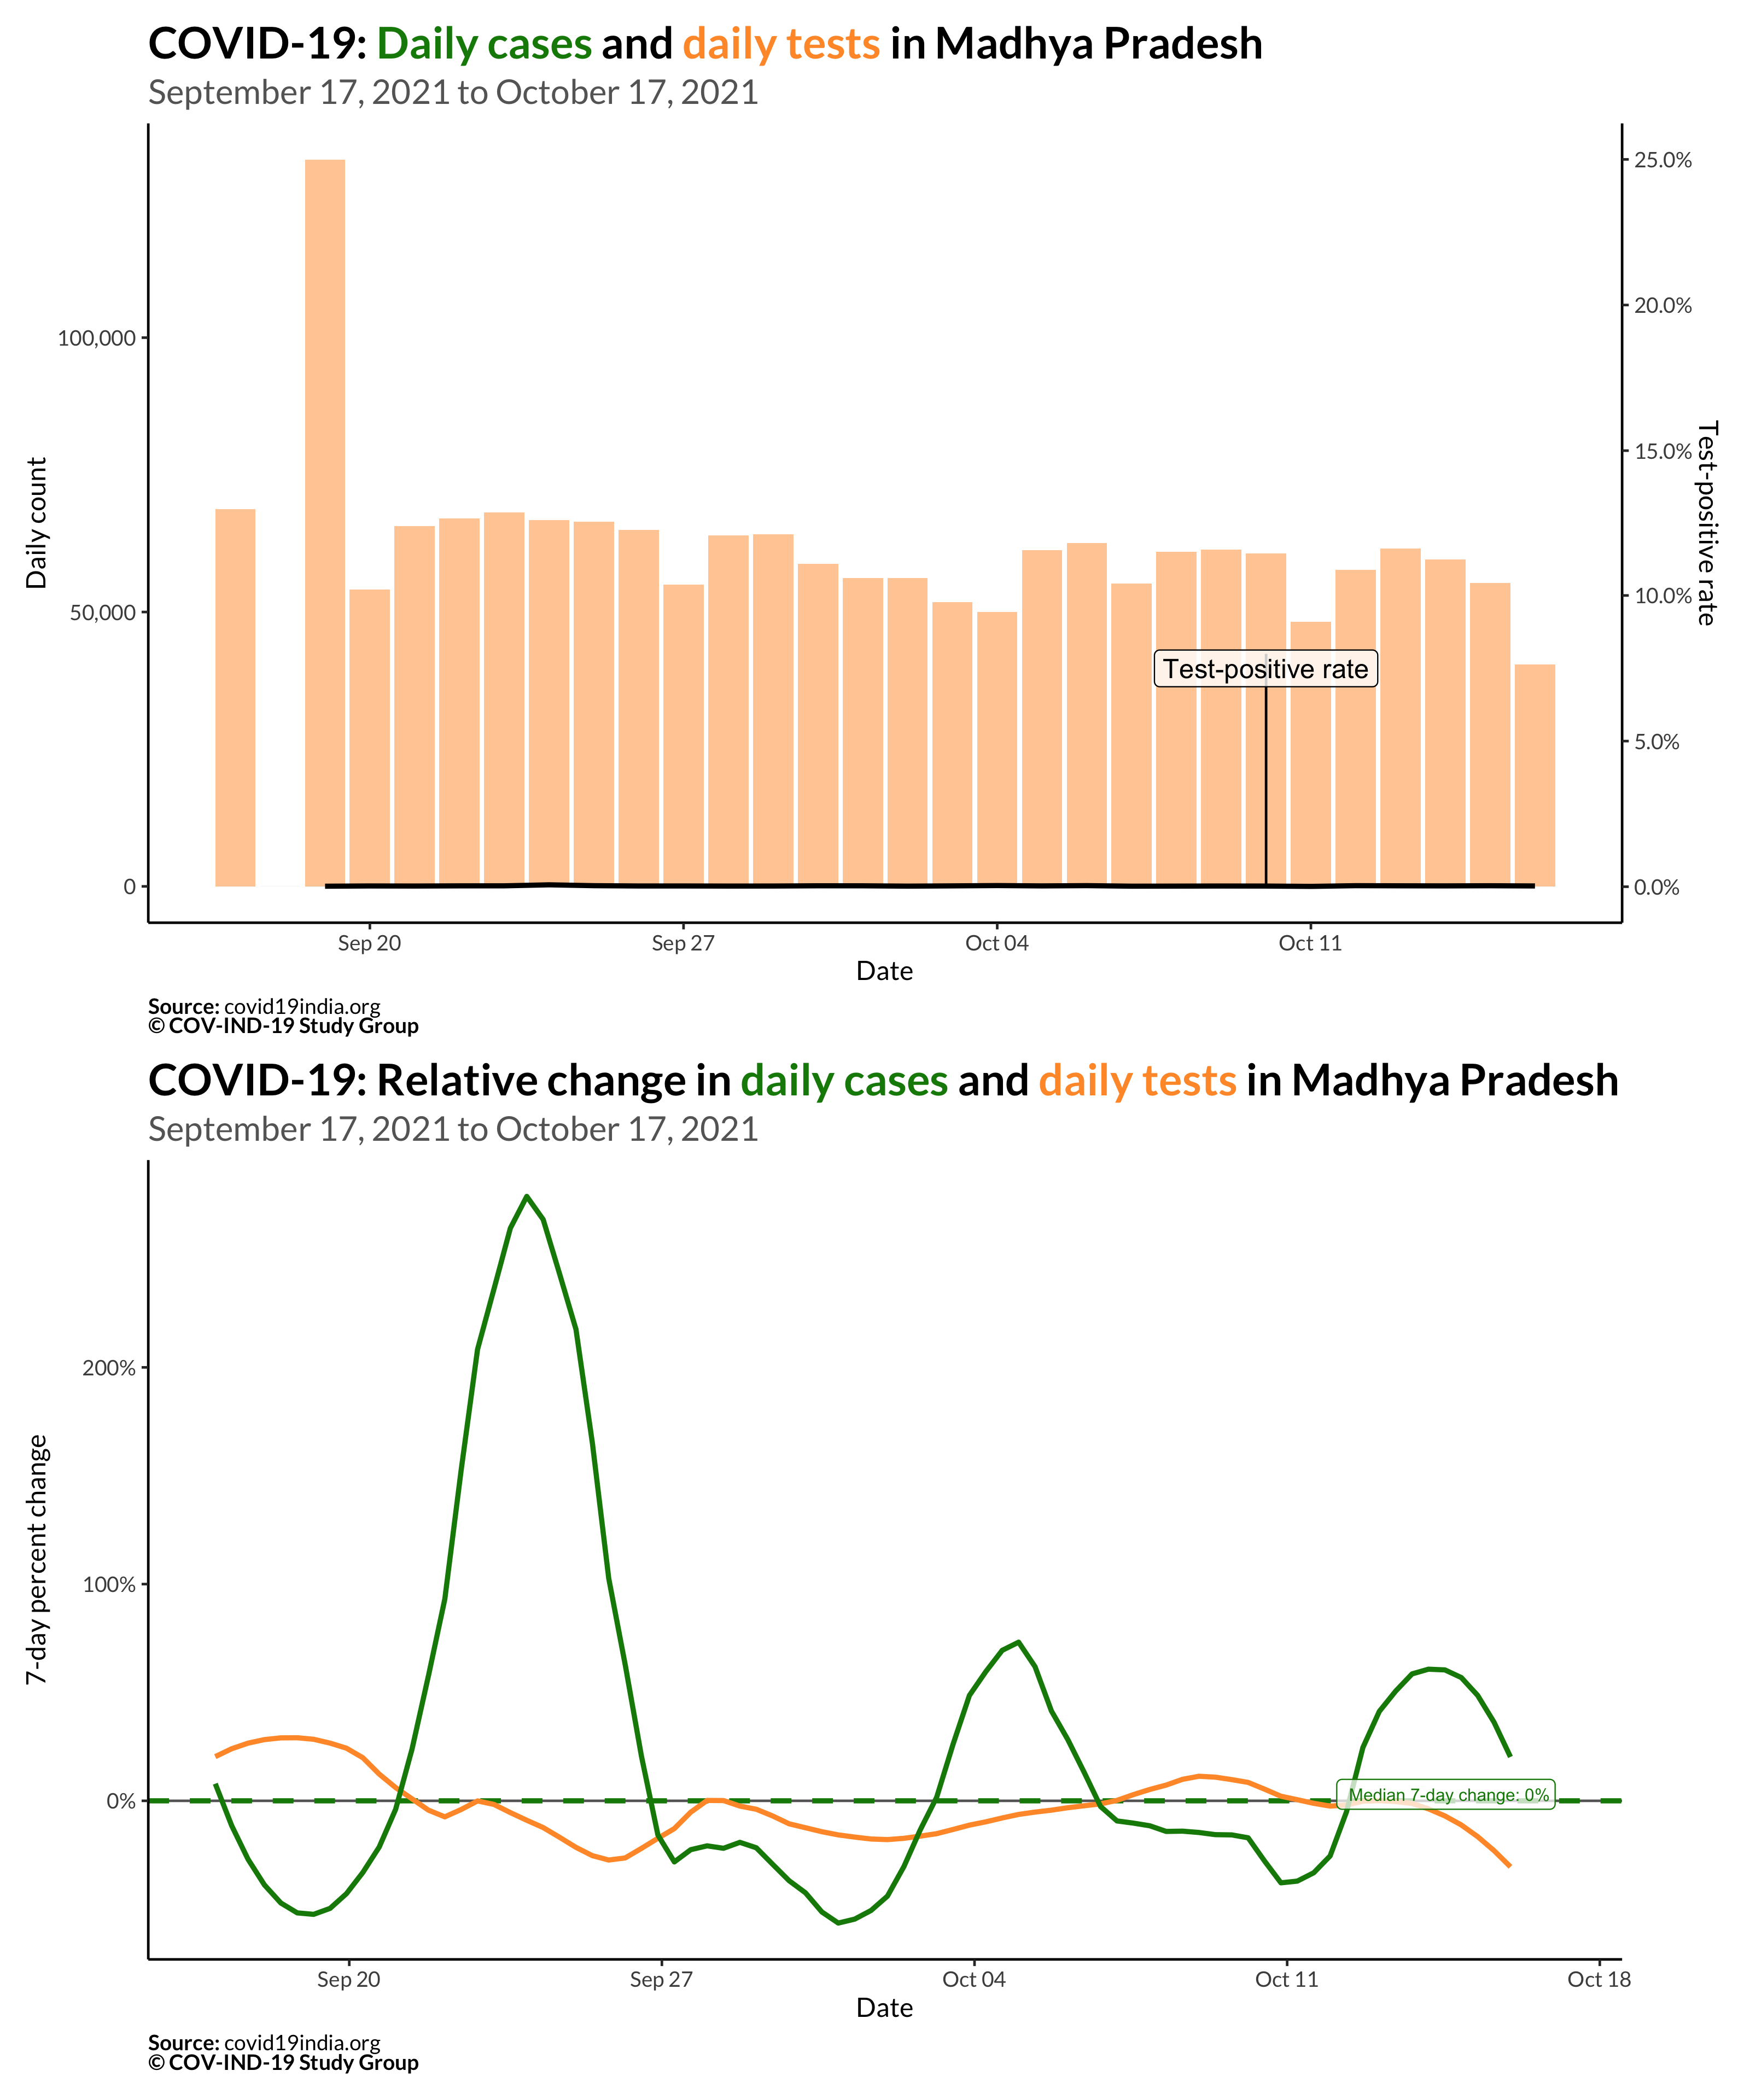 COVID-19: Daily cases and daily tests in Madhya Pradesh
September 17, 2021 to October 17, 2021
Daily count
100,000
50,000
0
25.0%
20.0%
15.0%
10.0%
5.0%
0.0%
Test-positive rate
Test-positive rate
Sep 20
Sep 27
Oct 04
Oct 11
Date
Source: covid19india.org
© COV-IND-19 Study Group
COVID-19: Relative change in daily cases and daily tests in Madhya Pradesh
September 17, 2021 to October 17, 2021
7-day percent change
200%
100%
0%
Median 7-day change: 0%
Sep 20
Sep 27
Oct 04
Oct 11
Oct 18
Date
Source: covid19india.org
© COV-IND-19 Study Group